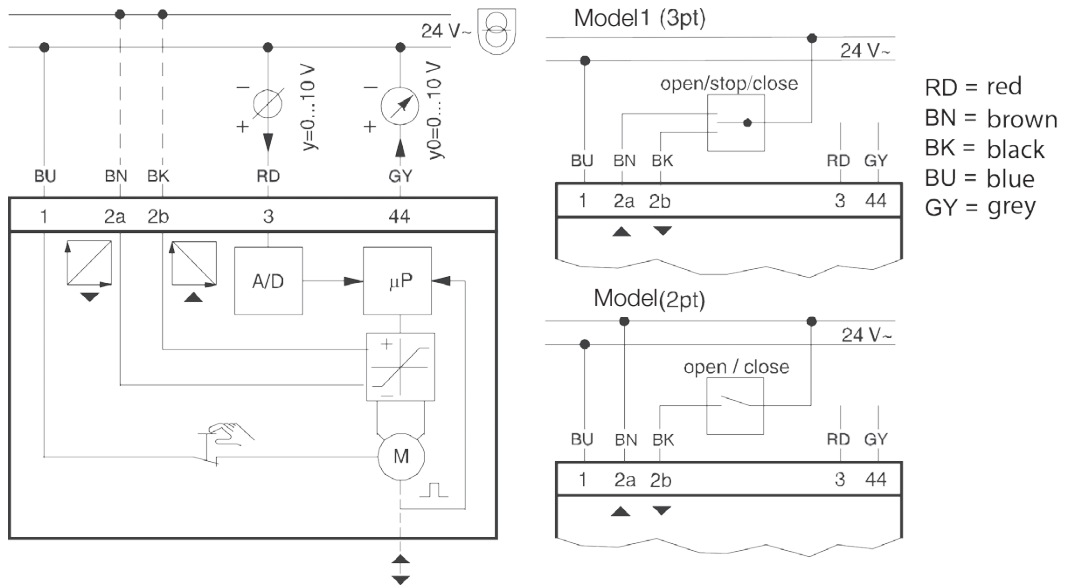 24 V~
− −
+ +
y=0...10 V
y0=0...10 V
BU BN BK RD GY
1 2a 2b 3 44
A/D µP
+
−
M
Model1 (3pt)
24 V~
open/stop/close
BU BN BK RD GY
1 2a 2b 3 44
Model(2pt)
24 V~
open / close
BU BN BK RD GY
1 2a 2b 3 44
RD = red
BN = brown
BK = black
BU = blue
GY = grey